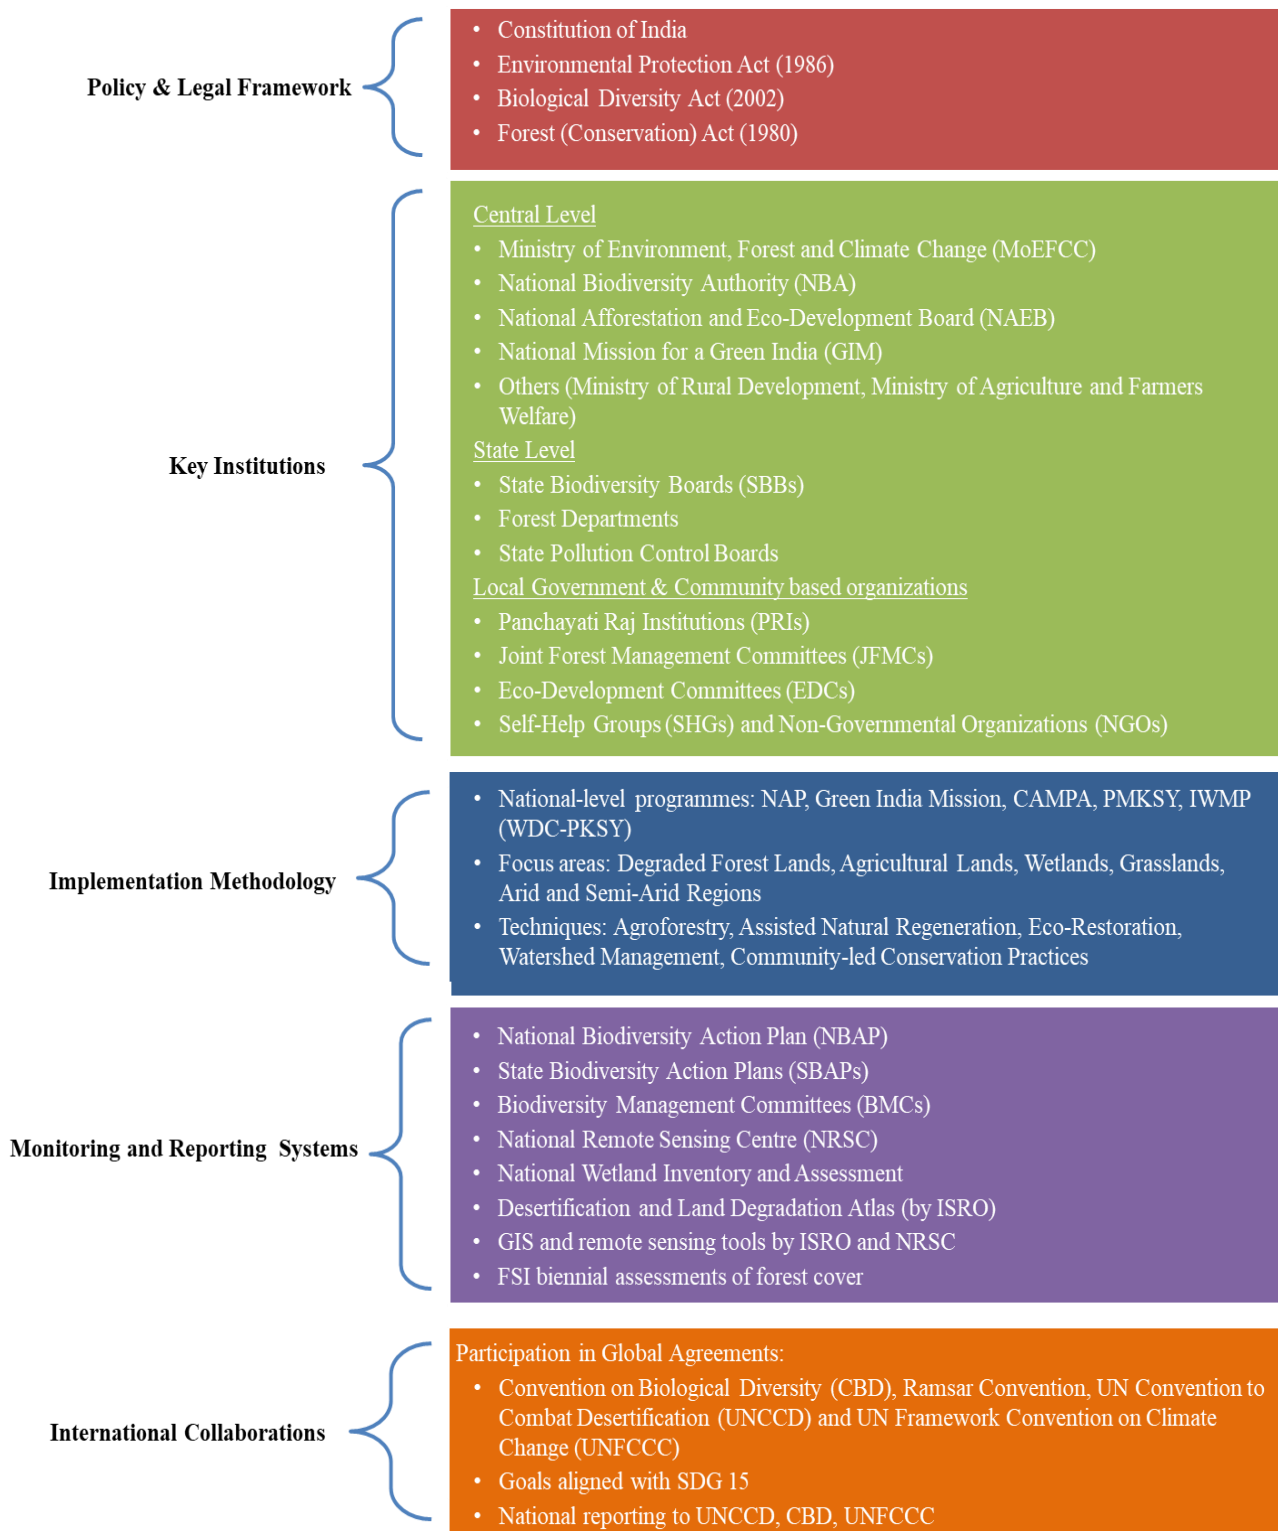 Policy & Legal Framework
• Constitution of India
• Environmental Protection Act (1986)
• Biological Diversity Act (2002)
• Forest (Conservation) Act (1980)
Key Institutions
Central Level
• Ministry of Environment, Forest and Climate Change (MoEFCC)
• National Biodiversity Authority (NBA)
• National Afforestation and Eco-Development Board (NAEB)
• National Mission for a Green India (GIM)
• Others (Ministry of Rural Development, Ministry of Agriculture and Farmers
Welfare)
State Level
• State Biodiversity Boards (SBBs)
• Forest Departments
• State Pollution Control Boards
Local Government & Community based organizations
• Panchayati Raj Institutions (PRIs)
• Joint Forest Management Committees (JFMCs)
• Eco-Development Committees (EDCs)
• Self-Help Groups (SHGs) and Non-Governmental Organizations (NGOs)
Implementation Methodology
• National-level programmes: NAP, Green India Mission, CAMPA, PMKSY, IWMP
(WDC-PKSY)
• Focus areas: Degraded Forest Lands, Agricultural Lands, Wetlands, Grasslands,
Arid and Semi-Arid Regions
• Techniques: Agroforestry, Assisted Natural Regeneration, Eco-Restoration,
Watershed Management, Community-led Conservation Practices
Monitoring and Reporting Systems
• National Biodiversity Action Plan (NBAP)
• State Biodiversity Action Plans (SBAPs)
• Biodiversity Management Committees (BMCs)
• National Remote Sensing Centre (NRSC)
• National Wetland Inventory and Assessment
• Desertification and Land Degradation Atlas (by ISRO)
• GIS and remote sensing tools by ISRO and NRSC
• FSI biennial assessments of forest cover
International Collaborations
Participation in Global Agreements:
• Convention on Biological Diversity (CBD), Ramsar Convention, UN Convention to
Combat Desertification (UNCCD) and UN Framework Convention on Climate
Change (UNFCCC)
• Goals aligned with SDG 15
• National reporting to UNCCD, CBD, UNFCCC